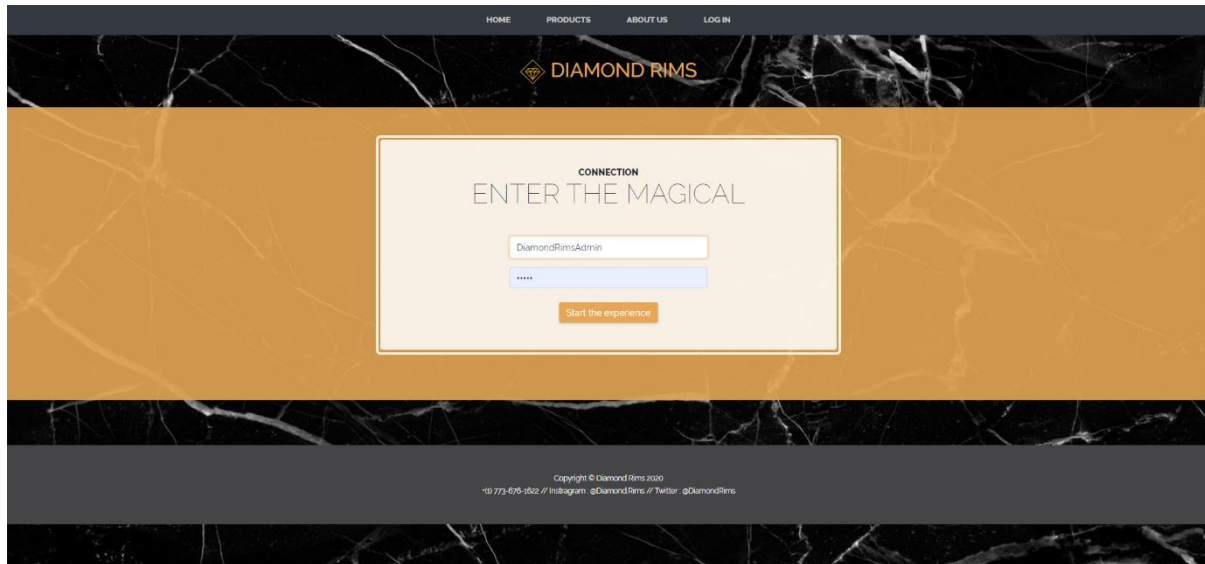 HOME PRODUCTS ABOUT US LOG IN
DIAMOND RIMS
CONNECTION
ENTER THE MAGICAL
DiamondRimsAdmin
•••••
Start the experience
Copyright © Diamond Rims 2020
+(1) 773-676-1622 // Instragram : @Diamond.Rims // Twitter : @DiamondRims